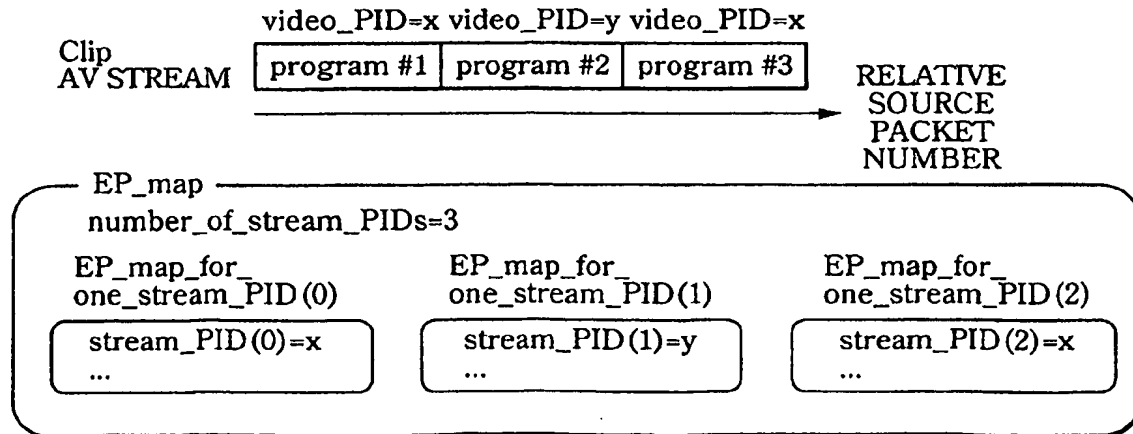 video_PID=x video_PID=y video_PID=x
Clip
AV STREAM
program #1 program #2 program #3
RELATIVE
SOURCE
PACKET
NUMBER
EP_map
number_of_stream_PIDs=3
EP_map_for_
one_stream_PID(0)
stream_PID(0)=x
...
EP_map_for_
one_stream_PID(1)
stream_PID(1)=y
...
EP_map_for_
one_stream_PID(2)
stream_PID(2)=x
...